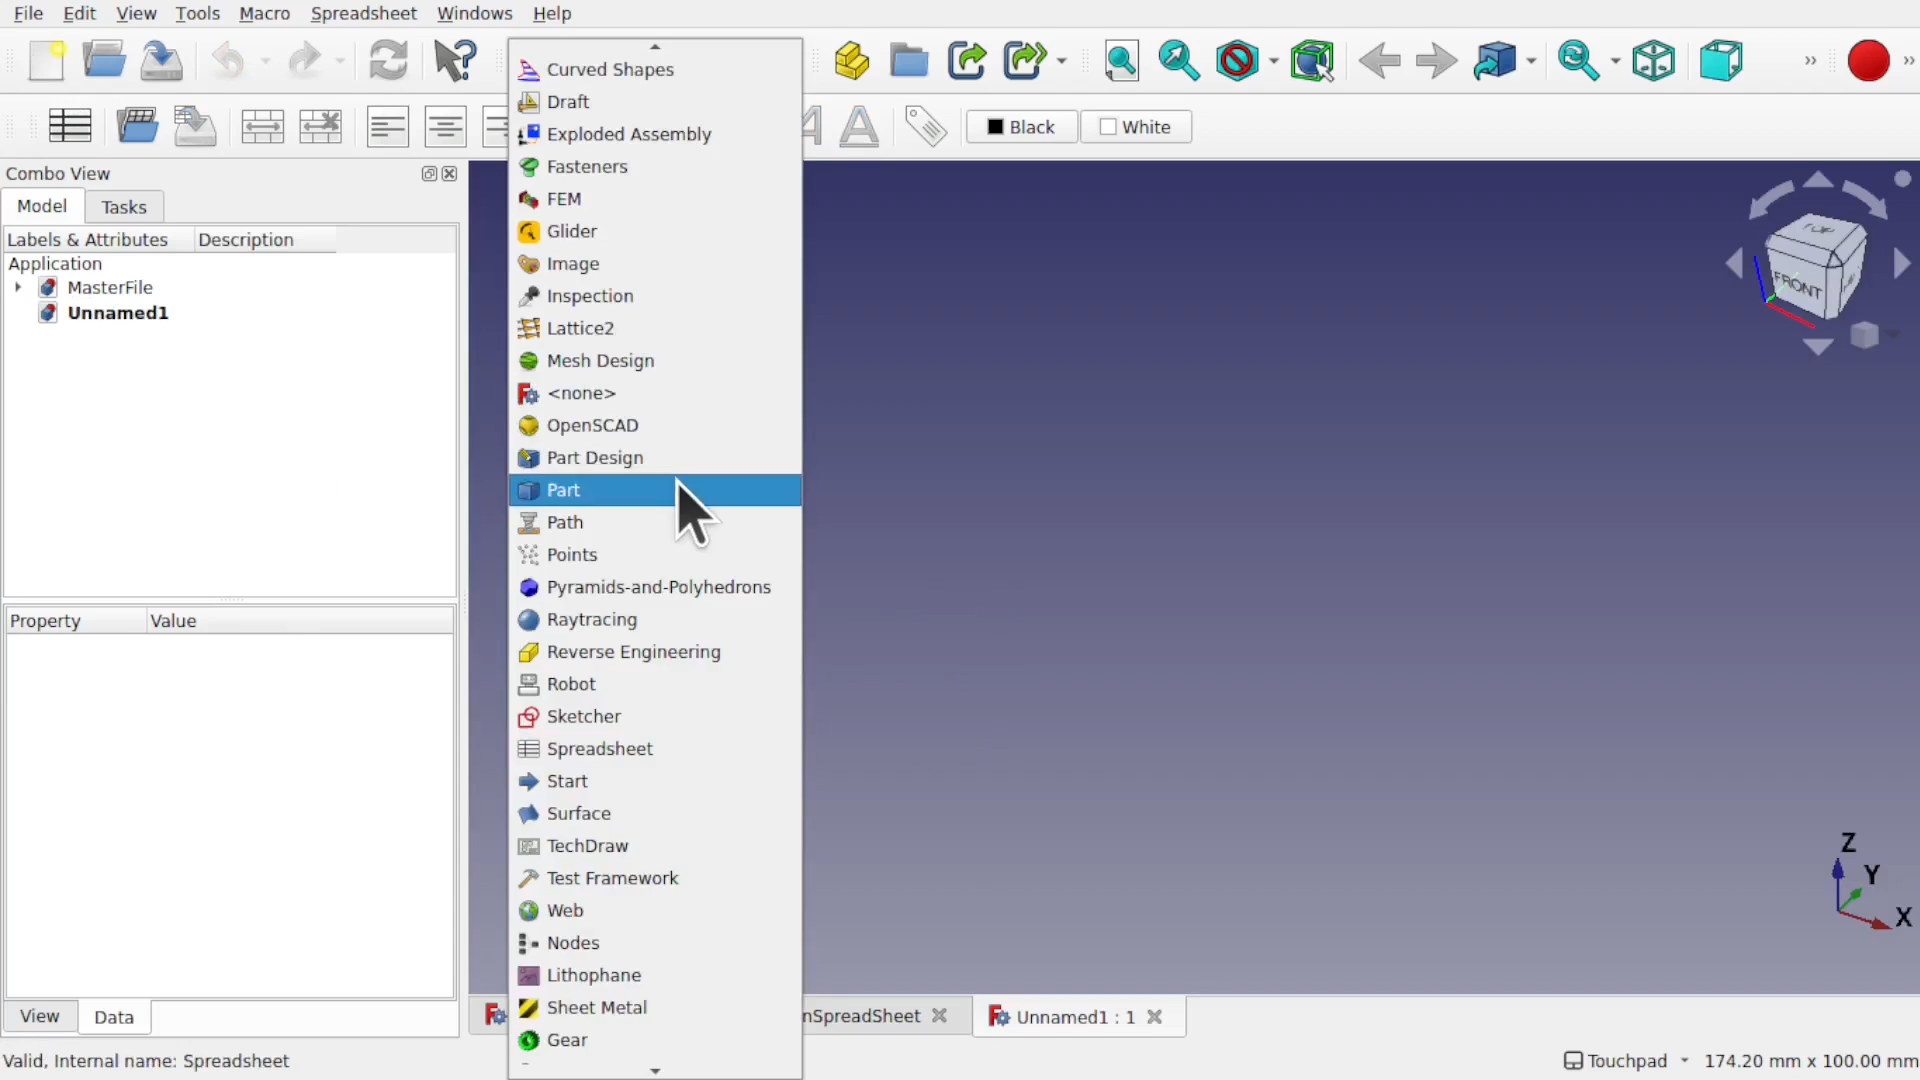 File Edit View Tools Macro Spreadsheet Windows Help
Black White
Combo View
Model Tasks
Labels & Attributes Description
Application
MasterFile
Unnamed1
Property Value
View Data
Curved Shapes
Draft
Exploded Assembly
Fasteners
FEM
Glider
Image
Inspection
Lattice2
Mesh Design
<none>
OpenSCAD
Part Design
Part
Path
Points
Pyramids-and-Polyhedrons
Raytracing
Reverse Engineering
Robot
Sketcher
Spreadsheet
Start
Surface
TechDraw
Test Framework
Web
Nodes
Lithophane
Sheet Metal
Gear
TOP
FRONT
Z
Y
X
nSpreadSheet Unnamed1 : 1
Valid, Internal name: Spreadsheet Touchpad 174.20 mm x 100.00 mm